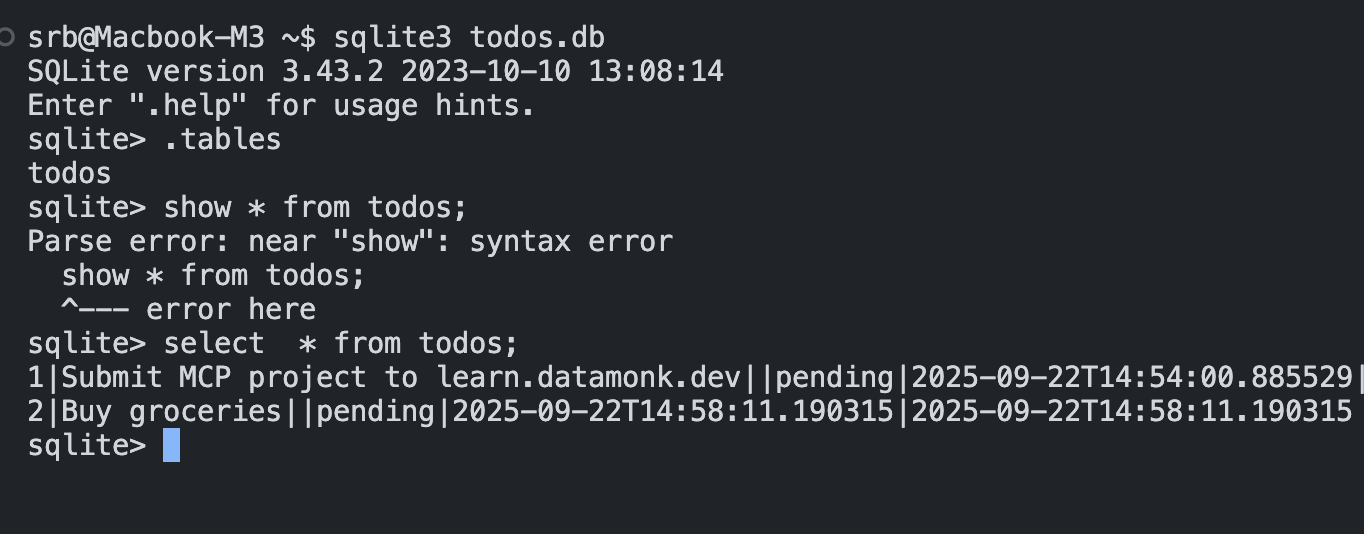 srb@Macbook-M3 ~$ sqlite3 todos.db
SQLite version 3.43.2 2023-10-10 13:08:14
Enter ".help" for usage hints.
sqlite> .tables
todos
sqlite> show * from todos;
Parse error: near "show": syntax error
  show * from todos;
  ^--- error here
sqlite> select  * from todos;
1|Submit MCP project to learn.datamonk.dev||pending|2025-09-22T14:54:00.885529|
2|Buy groceries||pending|2025-09-22T14:58:11.190315|2025-09-22T14:58:11.190315
sqlite>